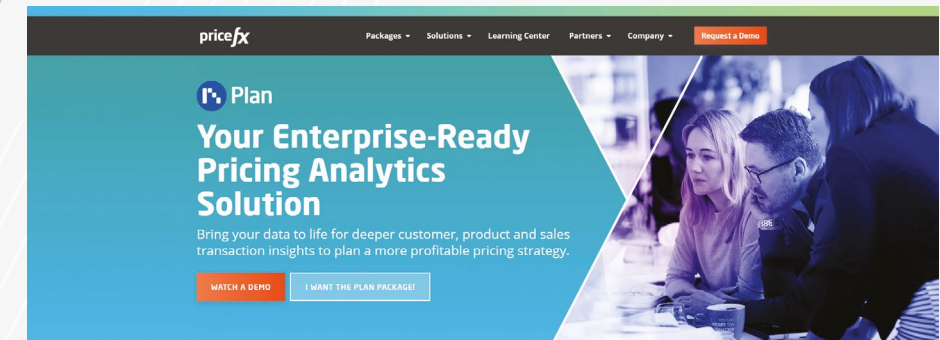 pricefx
Packages Solutions Learning Center Partners Company Request a Demo
Plan
Your Enterprise-Ready
Pricing Analytics
Solution
Bring your data to life for deeper customer, product and sales
transaction insights to plan a more profitable pricing strategy.
WATCH A DEMO I WANT THE PLAN PACKAGE!